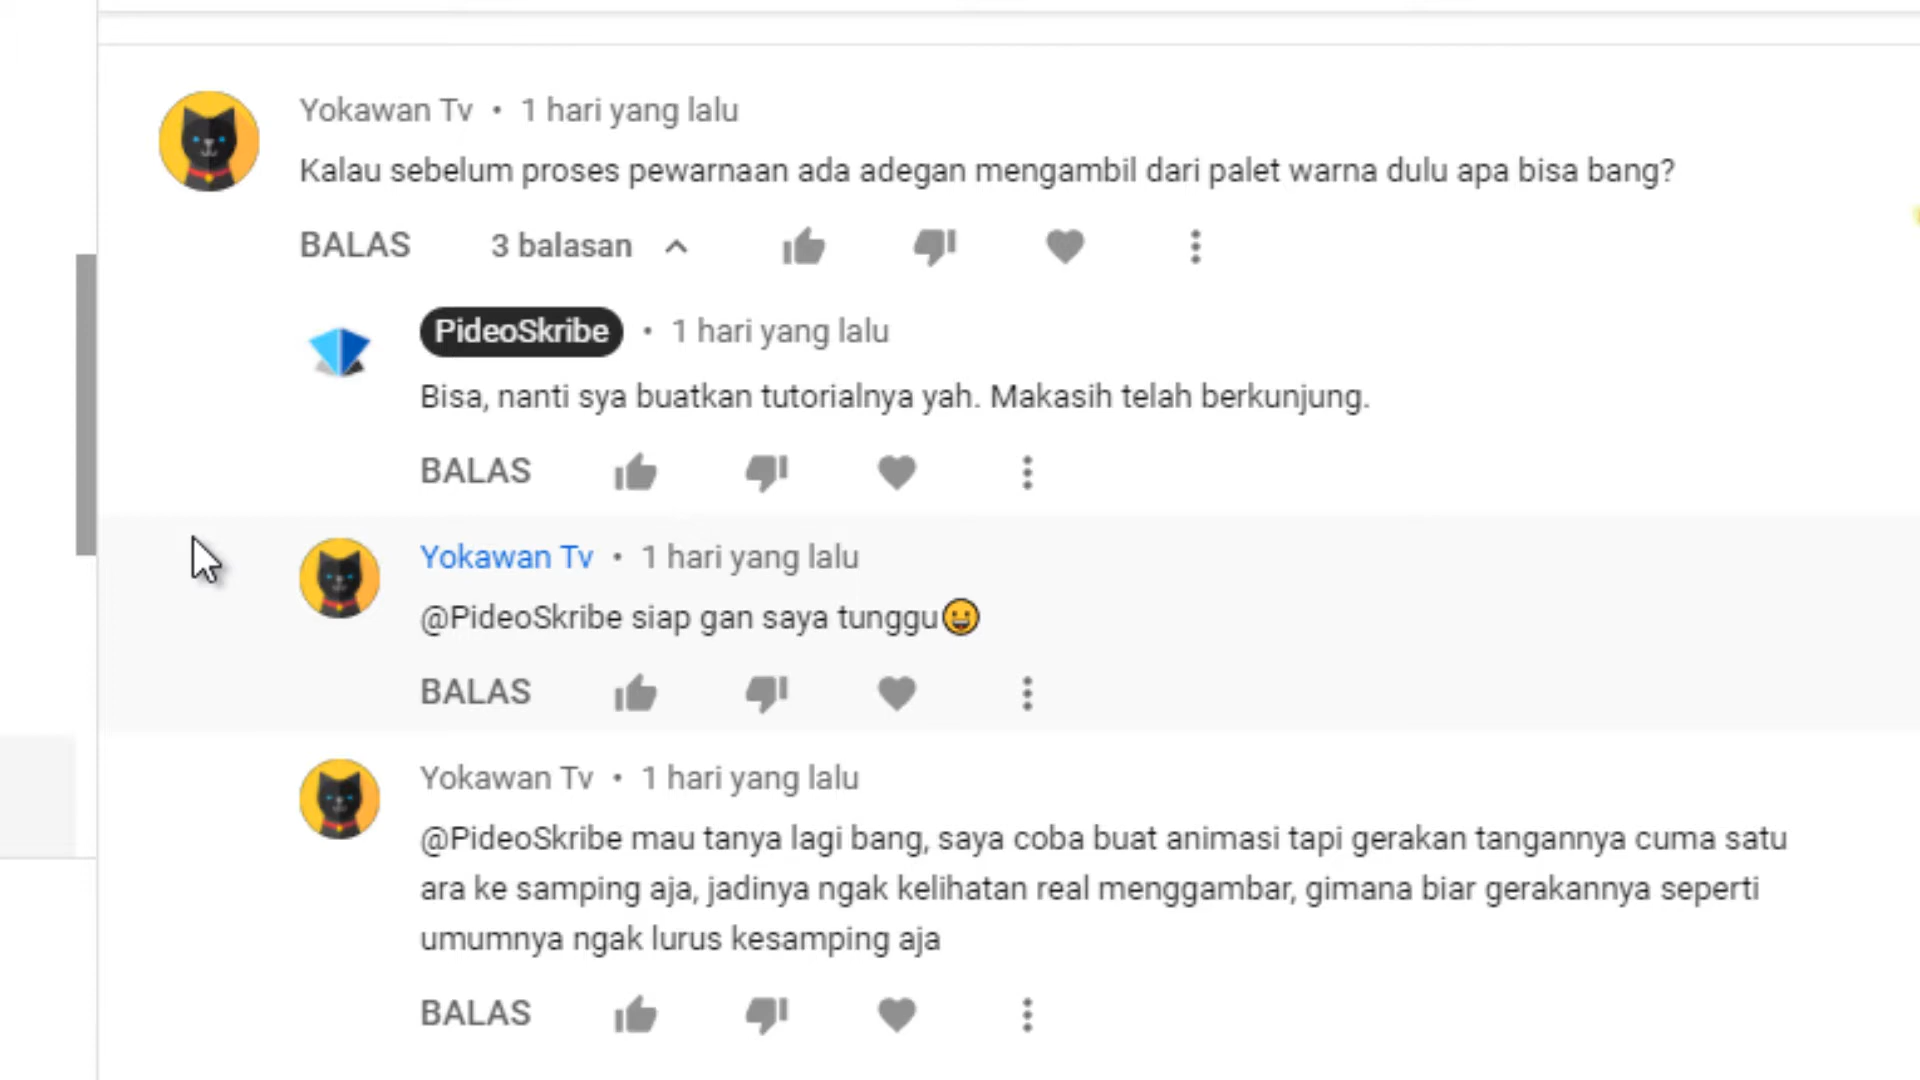 Yokawan Tv • 1 hari yang lalu
Kalau sebelum proses pewarnaan ada adegan mengambil dari palet warna dulu apa bisa bang?
BALAS 3 balasan
PideoSkribe • 1 hari yang lalu
Bisa, nanti sya buatkan tutorialnya yah. Makasih telah berkunjung.
BALAS
Yokawan Tv • 1 hari yang lalu
@PideoSkribe siap gan saya tunggu😀
BALAS
Yokawan Tv • 1 hari yang lalu
@PideoSkribe mau tanya lagi bang, saya coba buat animasi tapi gerakan tangannya cuma satu
ara ke samping aja, jadinya ngak kelihatan real menggambar, gimana biar gerakannya seperti
umumnya ngak lurus kesamping aja
BALAS